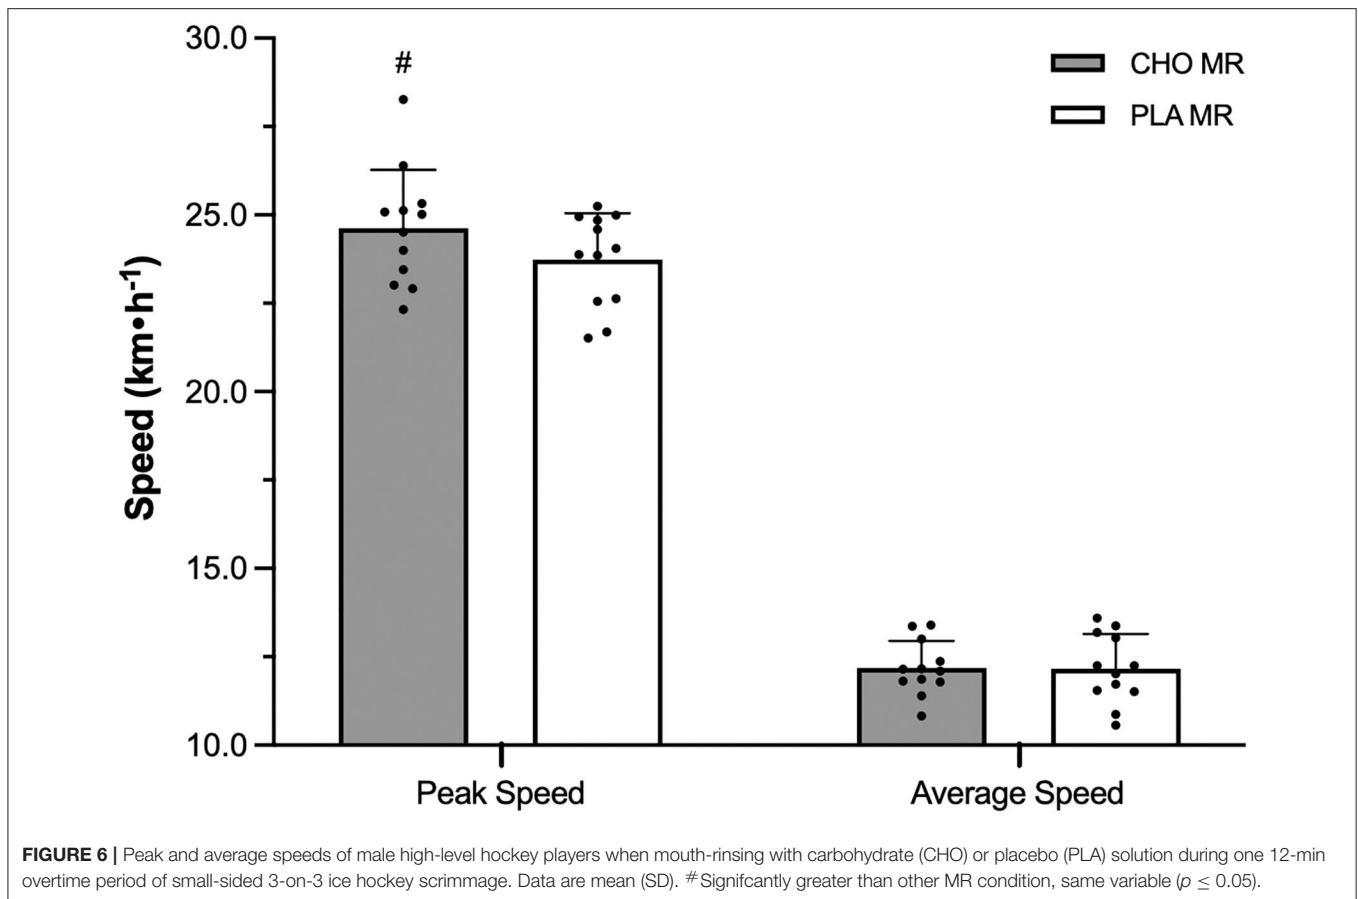 30.0
#
CHO MR
PLA MR
25.0
20.0
15.0
10.0
Speed (km•h-1)
Peak Speed
Average Speed
FIGURE 6 | Peak and average speeds of male high-level hockey players when mouth-rinsing with carbohydrate (CHO) or placebo (PLA) solution during one 12-min
overtime period of small-sided 3-on-3 ice hockey scrimmage. Data are mean (SD). #Signifcantly greater than other MR condition, same variable (p ≤ 0.05).